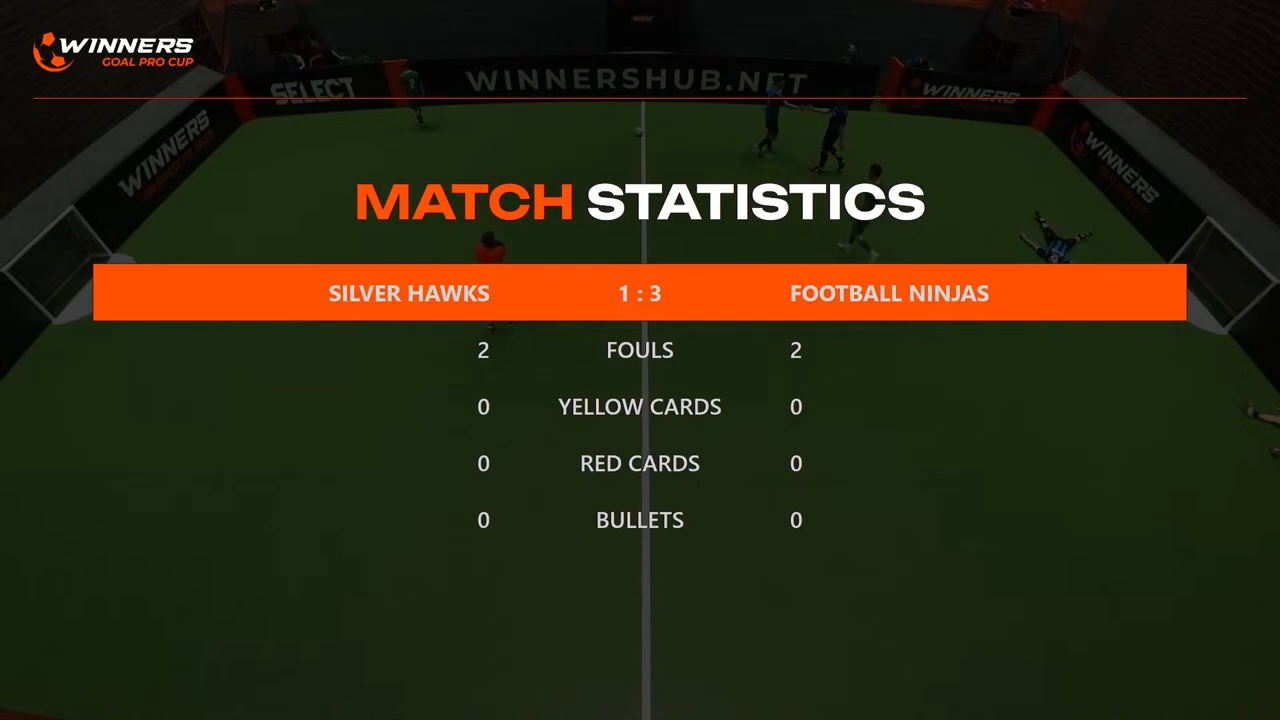 WINNERS
GOAL PRO CUP
SELECT
WINNERSHUB.NET
WINNERS
WINNERS
WINNERS
MATCH STATISTICS
SILVER HAWKS 1 : 3 FOOTBALL NINJAS
2 FOULS 2
0 YELLOW CARDS 0
0 RED CARDS 0
0 BULLETS 0